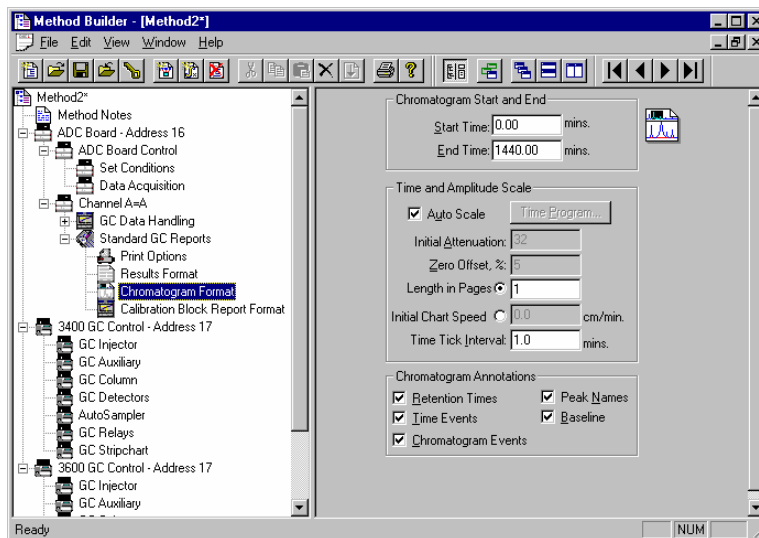 Method Builder - [Method2*]
File Edit View Window Help
Method2*
Method Notes
ADC Board - Address 16
ADC Board Control
Set Conditions
Data Acquisition
Channel A=A
GC Data Handling
Standard GC Reports
Print Options
Results Format
Chromatogram Format
Calibration Block Report Format
3400 GC Control - Address 17
GC Injector
GC Auxiliary
GC Column
GC Detectors
AutoSampler
GC Relays
GC Stripchart
3600 GC Control - Address 17
GC Injector
GC Auxiliary
Chromatogram Start and End
Start Time: 0.00 mins.
End Time: 1440.00 mins.
Time and Amplitude Scale
Auto Scale Time Program...
Initial Attenuation: 32
Zero Offset, %: 5
Length in Pages 1
Initial Chart Speed 0.0 cm/min.
Time Tick Interval: 1.0 mins.
Chromatogram Annotations
Retention Times Peak Names
Time Events Baseline
Chromatogram Events
Ready NUM